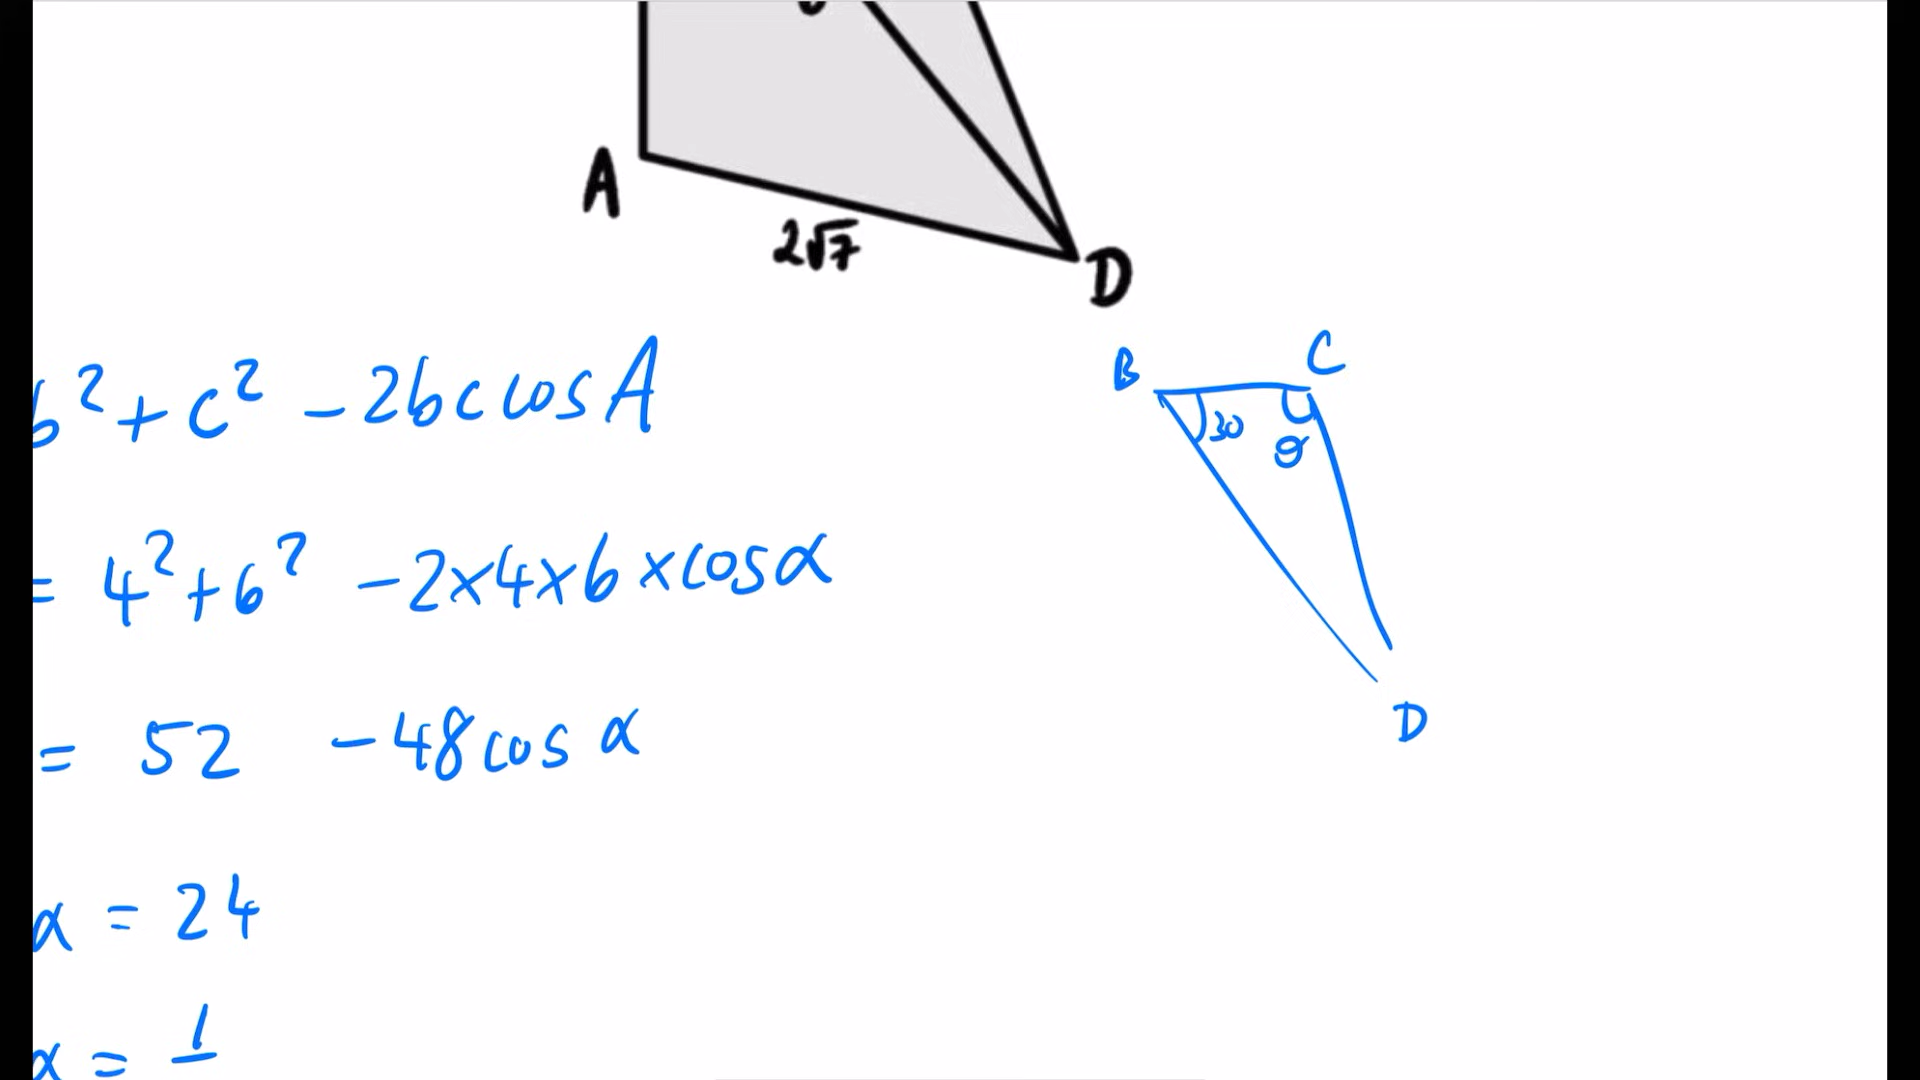 A
2√7
D
b² + c² - 2bc cos A
B
C
30
θ
= 4² + 6² - 2×4×6 × cos α
= 52 - 48 cos α
D
α = 24
α = 1